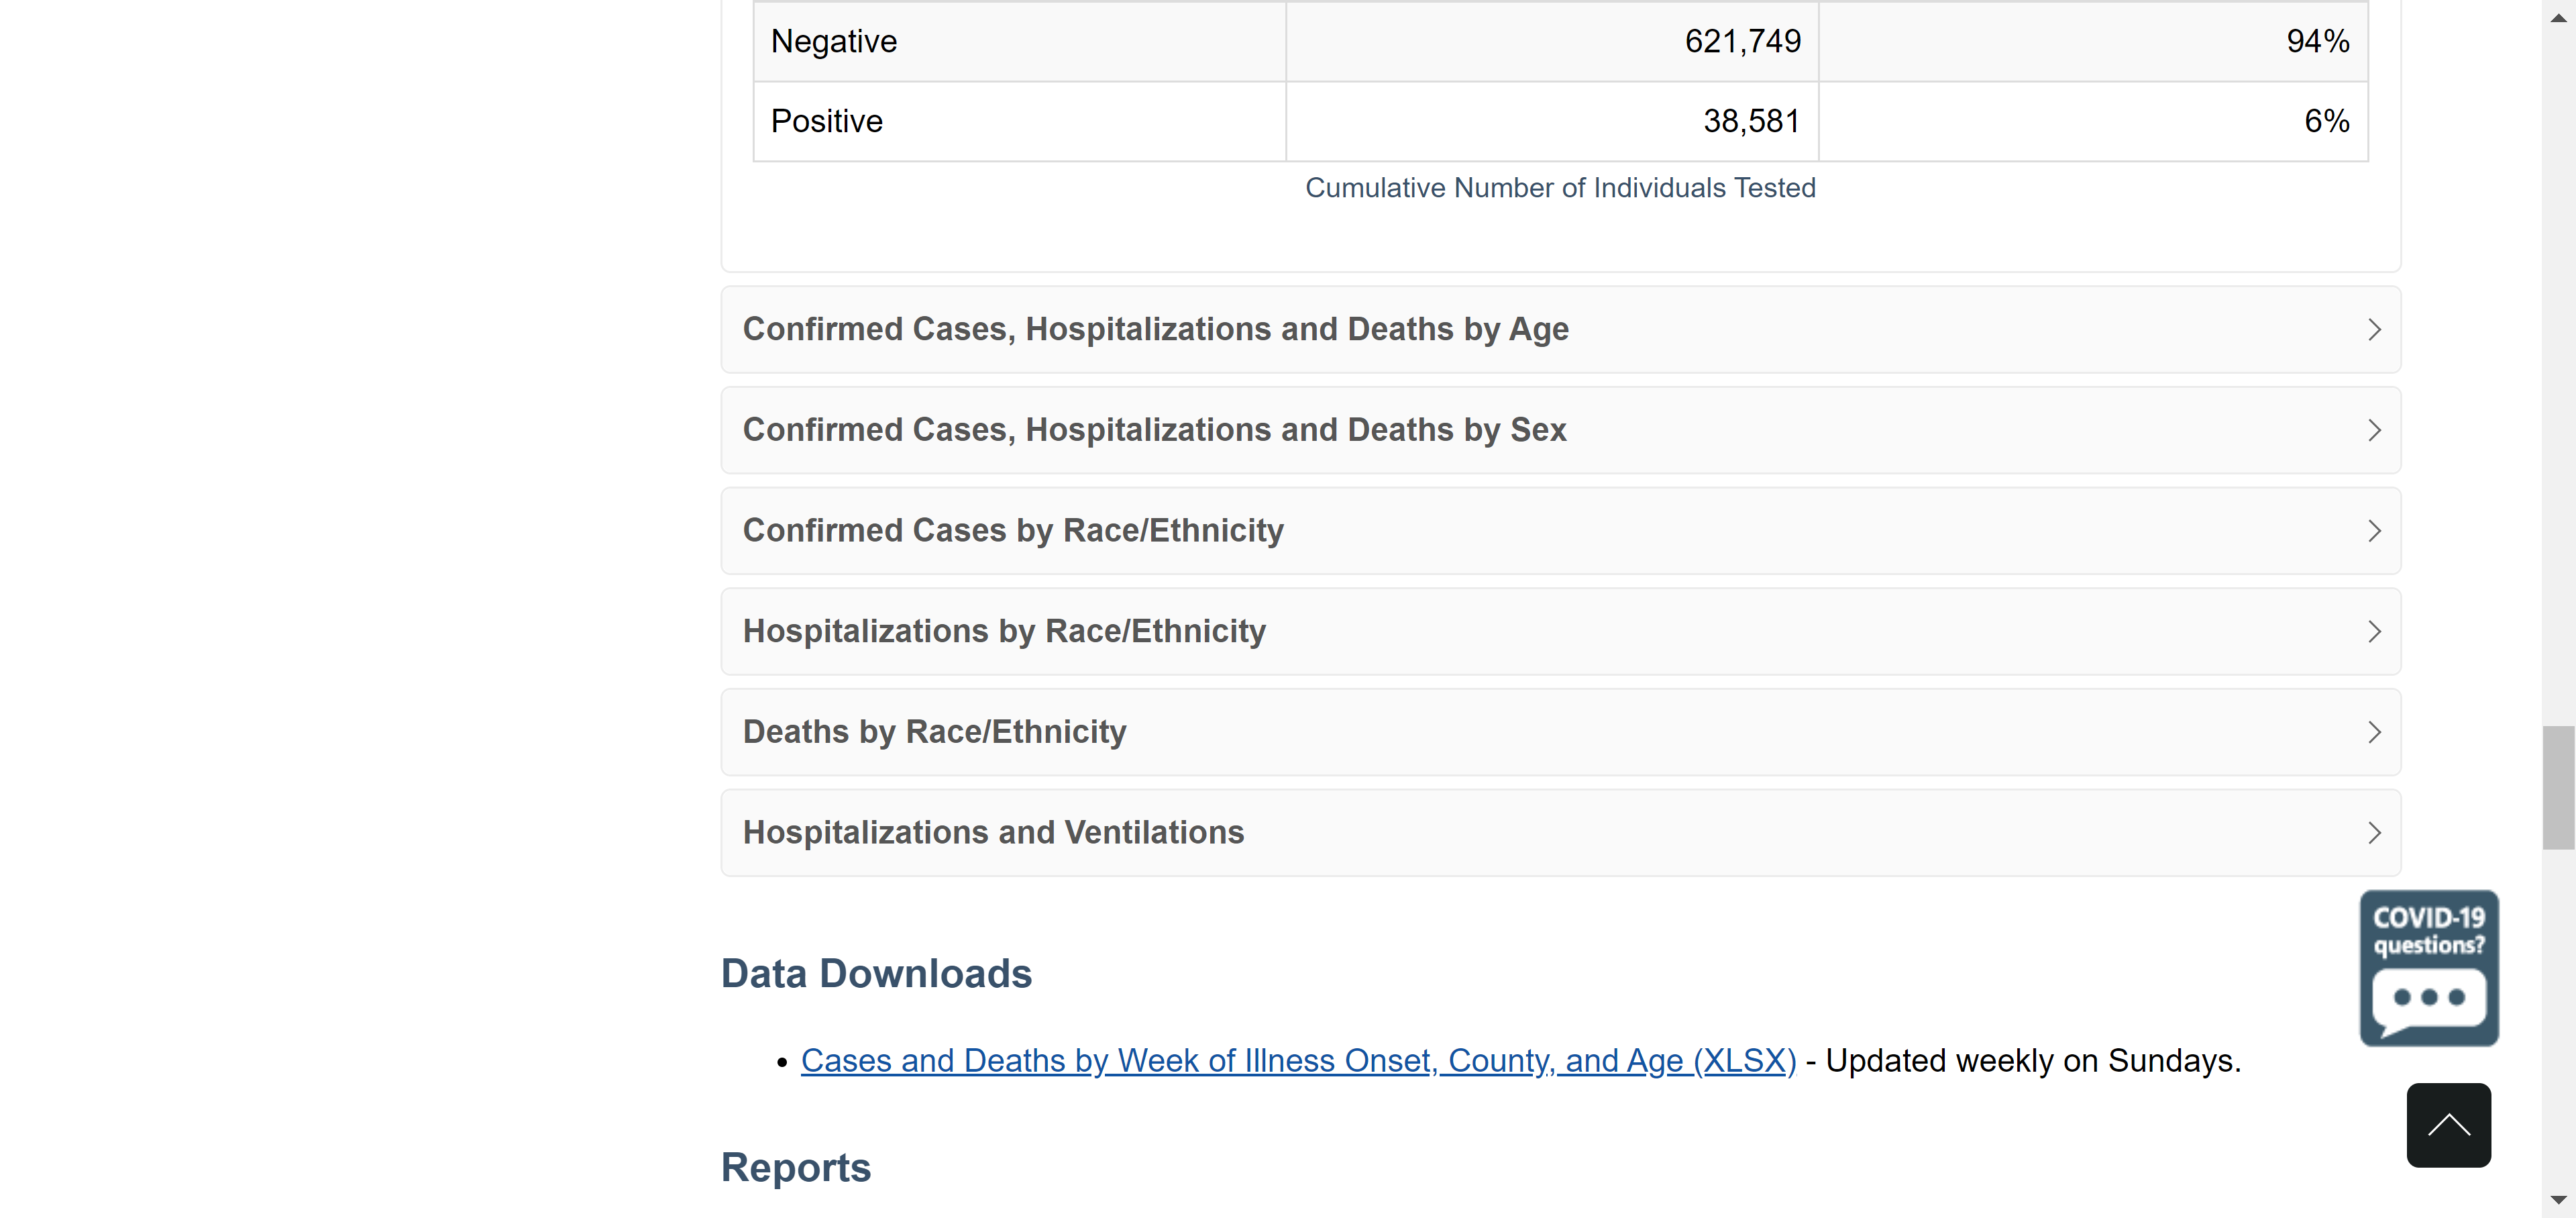 Negative 621,749 94%
Positive 38,581 6%
Cumulative Number of Individuals Tested
Confirmed Cases, Hospitalizations and Deaths by Age
Confirmed Cases, Hospitalizations and Deaths by Sex
Confirmed Cases by Race/Ethnicity
Hospitalizations by Race/Ethnicity
Deaths by Race/Ethnicity
Hospitalizations and Ventilations
COVID-19
questions?
Data Downloads
• Cases and Deaths by Week of Illness Onset, County, and Age (XLSX) - Updated weekly on Sundays.
Reports